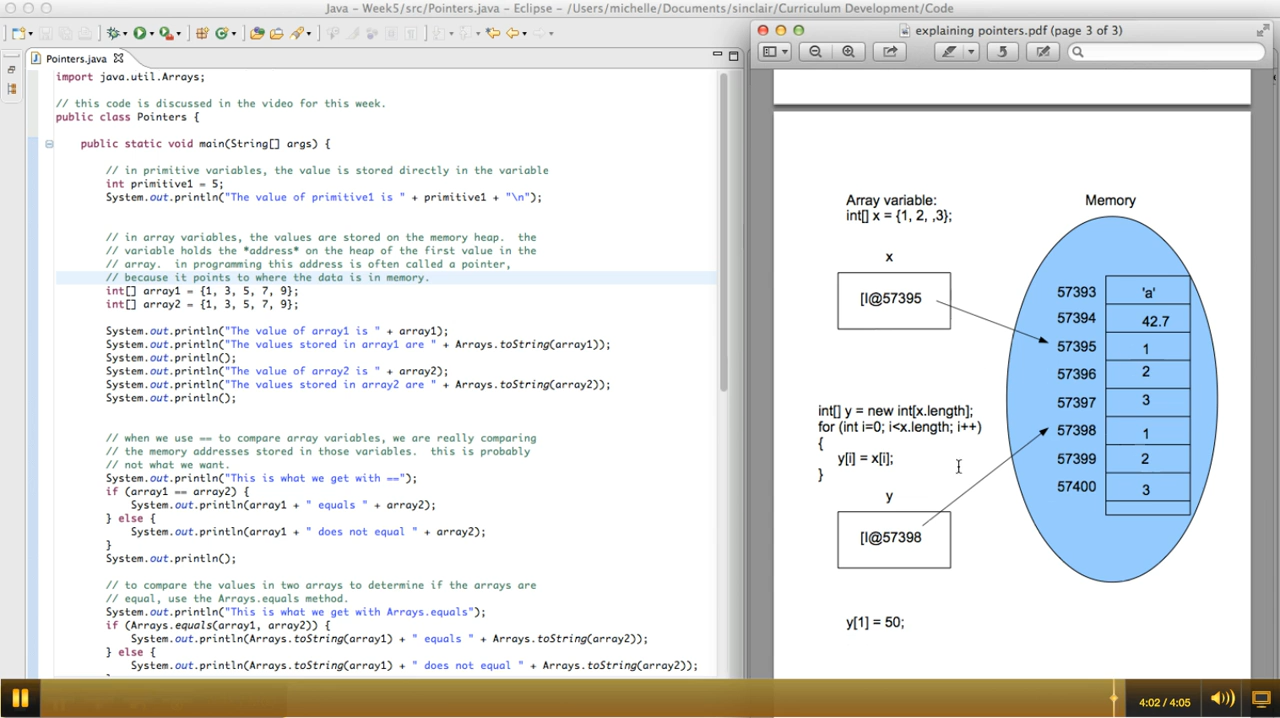 Java - Week5/src/Pointers.java - Eclipse - /Users/michelle/Documents/sinclair/Curriculum Development/Code
Pointers.java
import java.util.Arrays;
// this code is discussed in the video for this week.
public class Pointers {
public static void main(String[] args) {
// in primitive variables, the value is stored directly in the variable
int primitive1 = 5;
System.out.println("The value of primitive1 is " + primitive1 + "\n");
// in array variables, the values are stored on the memory heap.  the
// variable holds the *address* on the heap of the first value in the
// array.  in programming this address is often called a pointer,
// because it points to where the data is in memory.
int[] array1 = {1, 3, 5, 7, 9};
int[] array2 = {1, 3, 5, 7, 9};
System.out.println("The value of array1 is " + array1);
System.out.println("The values stored in array1 are " + Arrays.toString(array1));
System.out.println();
System.out.println("The value of array2 is " + array2);
System.out.println("The values stored in array2 are " + Arrays.toString(array2));
System.out.println();
// when we use == to compare array variables, we are really comparing
// the memory addresses stored in those variables.  this is probably
// not what we want.
System.out.println("This is what we get with ==");
if (array1 == array2) {
System.out.println(array1 + " equals " + array2);
} else {
System.out.println(array1 + " does not equal " + array2);
}
System.out.println();
// to compare the values in two arrays to determine if the arrays are
// equal, use the Arrays.equals method.
System.out.println("This is what we get with Arrays.equals");
if (Arrays.equals(array1, array2)) {
System.out.println(Arrays.toString(array1) + " equals " + Arrays.toString(array2));
} else {
System.out.println(Arrays.toString(array1) + " does not equal " + Arrays.toString(array2));
explaining pointers.pdf (page 3 of 3)
Array variable:
int[] x = {1, 2, ,3};
x
[I@57395
int[] y = new int[x.length];
for (int i=0; i<x.length; i++)
{
y[i] = x[i];
}
y
[I@57398
y[1] = 50;
Memory
57393 'a'
57394 42.7
57395 1
57396 2
57397 3
57398 1
57399 2
57400 3
4:02 / 4:05